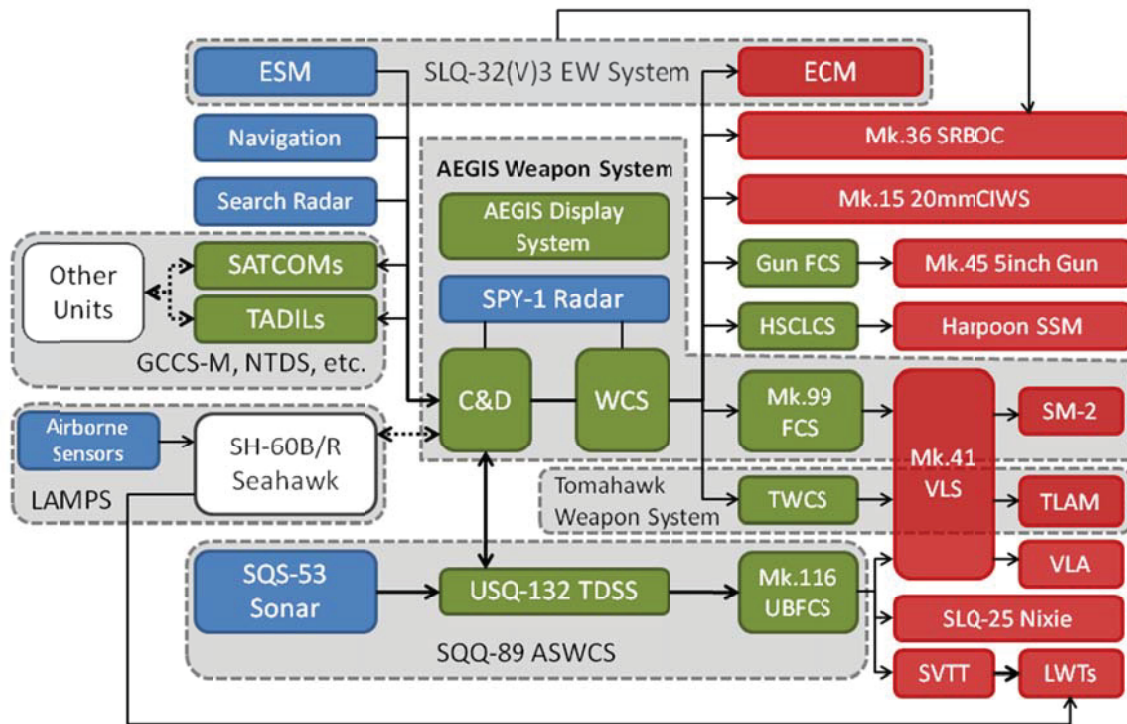 ESM
SLQ-32(V)3 EW System
ECM
Navigation
Mk.36 SRBOC
Search Radar
AEGIS Weapon System
Mk.15 20mmCIWS
AEGIS Display
System
Other
Units
SATCOMs
TADILs
GCCS-M, NTDS, etc.
SPY-1 Radar
Gun FCS
Mk.45 5inch Gun
HSCLCS
Harpoon SSM
C&D
WCS
Mk.99
FCS
Mk.41
VLS
SM-2
Airborne
Sensors
SH-60B/R
Seahawk
LAMPS
Tomahawk
Weapon System
TWCS
TLAM
SQS-53
Sonar
USQ-132 TDSS
Mk.116
UBFCS
VLA
SLQ-25 Nixie
SQQ-89 ASWCS
SVTT
LWTs